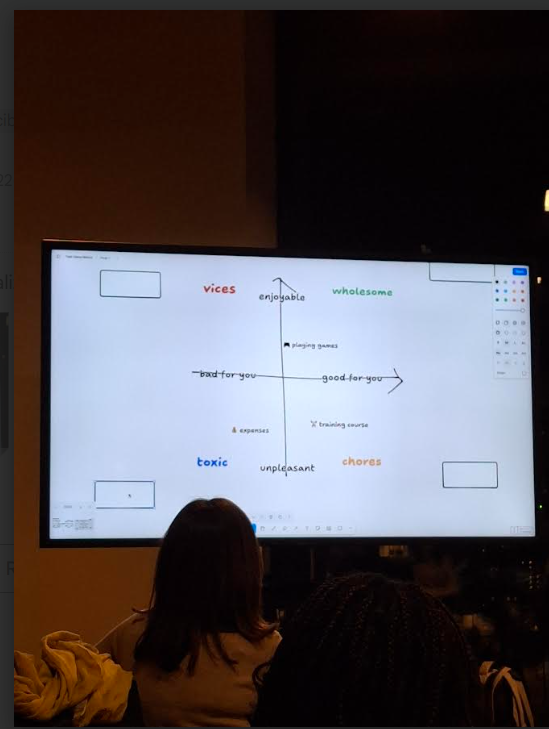 vices
enjoyable
wholesome
playing games
bad for you
good for you
training course
expenses
toxic
unpleasant
chores